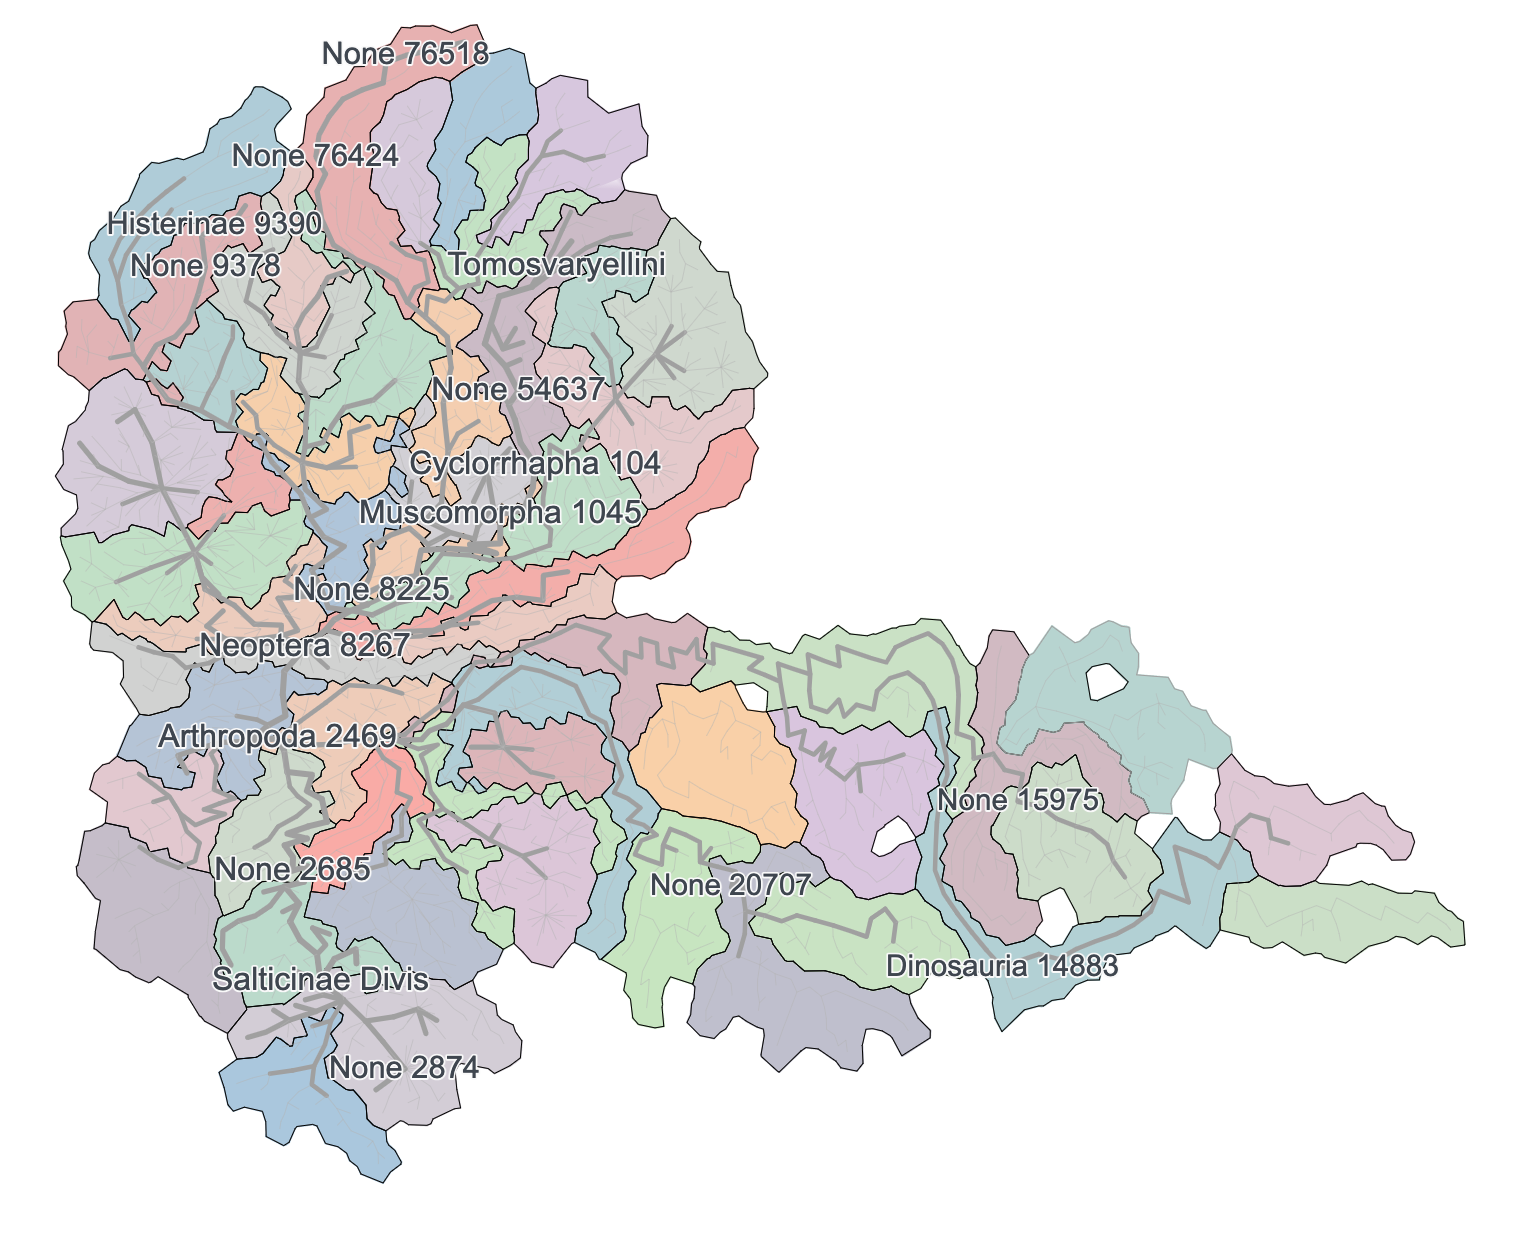 None 76518
None 76424
Histerinae 9390
None 9378
Tomosvaryellini
None 54637
Cyclorrhapha 104
Muscomorpha 1045
None 8225
Neoptera 8267
Arthropoda 2469
None 15975
None 2685
None 20707
Dinosauria 14883
Salticinae Divis
None 2874